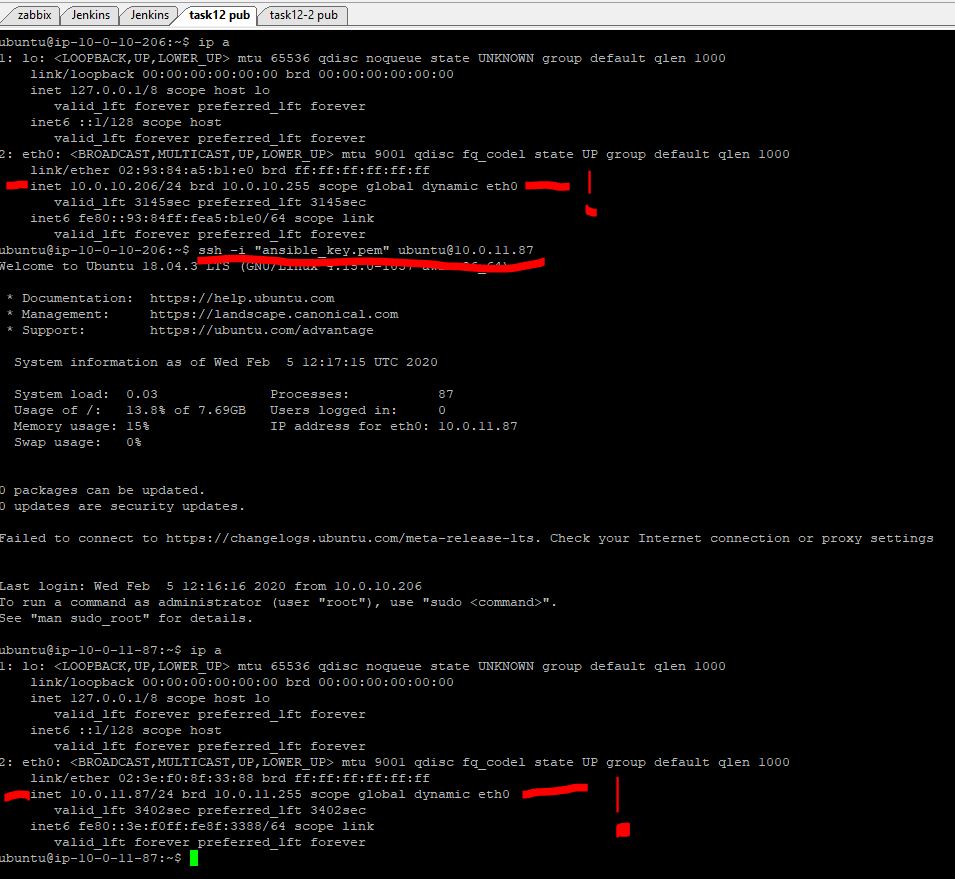 zabbix Jenkins Jenkins task12 pub task12-2 pub
ubuntu@ip-10-0-10-206:~$ ip a
1: lo: <LOOPBACK,UP,LOWER_UP> mtu 65536 qdisc noqueue state UNKNOWN group default qlen 1000
link/loopback 00:00:00:00:00:00 brd 00:00:00:00:00:00
inet 127.0.0.1/8 scope host lo
valid_lft forever preferred_lft forever
inet6 ::1/128 scope host
valid_lft forever preferred_lft forever
2: eth0: <BROADCAST,MULTICAST,UP,LOWER_UP> mtu 9001 qdisc fq_codel state UP group default qlen 1000
link/ether 02:93:84:a5:b1:e0 brd ff:ff:ff:ff:ff:ff
inet 10.0.10.206/24 brd 10.0.10.255 scope global dynamic eth0
valid_lft 3145sec preferred_lft 3145sec
inet6 fe80::93:84ff:fea5:b1e0/64 scope link
valid_lft forever preferred_lft forever
ubuntu@ip-10-0-10-206:~$ ssh -i "ansible_key.pem" ubuntu@10.0.11.87
Welcome to Ubuntu 18.04.3 LTS (GNU/Linux
* Documentation: https://help.ubuntu.com
* Management: https://landscape.canonical.com
* Support: https://ubuntu.com/advantage
System information as of Wed Feb 5 12:17:15 UTC 2020
System load: 0.03 Processes: 87
Usage of /: 13.8% of 7.69GB Users logged in: 0
Memory usage: 15% IP address for eth0: 10.0.11.87
Swap usage: 0%
0 packages can be updated.
0 updates are security updates.
Failed to connect to https://changelogs.ubuntu.com/meta-release-lts. Check your Internet connection or proxy settings
Last login: Wed Feb 5 12:16:16 2020 from 10.0.10.206
To run a command as administrator (user "root"), use "sudo <command>".
See "man sudo_root" for details.
ubuntu@ip-10-0-11-87:~$ ip a
1: lo: <LOOPBACK,UP,LOWER_UP> mtu 65536 qdisc noqueue state UNKNOWN group default qlen 1000
link/loopback 00:00:00:00:00:00 brd 00:00:00:00:00:00
inet 127.0.0.1/8 scope host lo
valid_lft forever preferred_lft forever
inet6 ::1/128 scope host
valid_lft forever preferred_lft forever
2: eth0: <BROADCAST,MULTICAST,UP,LOWER_UP> mtu 9001 qdisc fq_codel state UP group default qlen 1000
link/ether 02:3e:f0:8f:33:88 brd ff:ff:ff:ff:ff:ff
inet 10.0.11.87/24 brd 10.0.11.255 scope global dynamic eth0
valid_lft 3402sec preferred_lft 3402sec
inet6 fe80::3e:f0ff:fe8f:3388/64 scope link
valid_lft forever preferred_lft forever
ubuntu@ip-10-0-11-87:~$